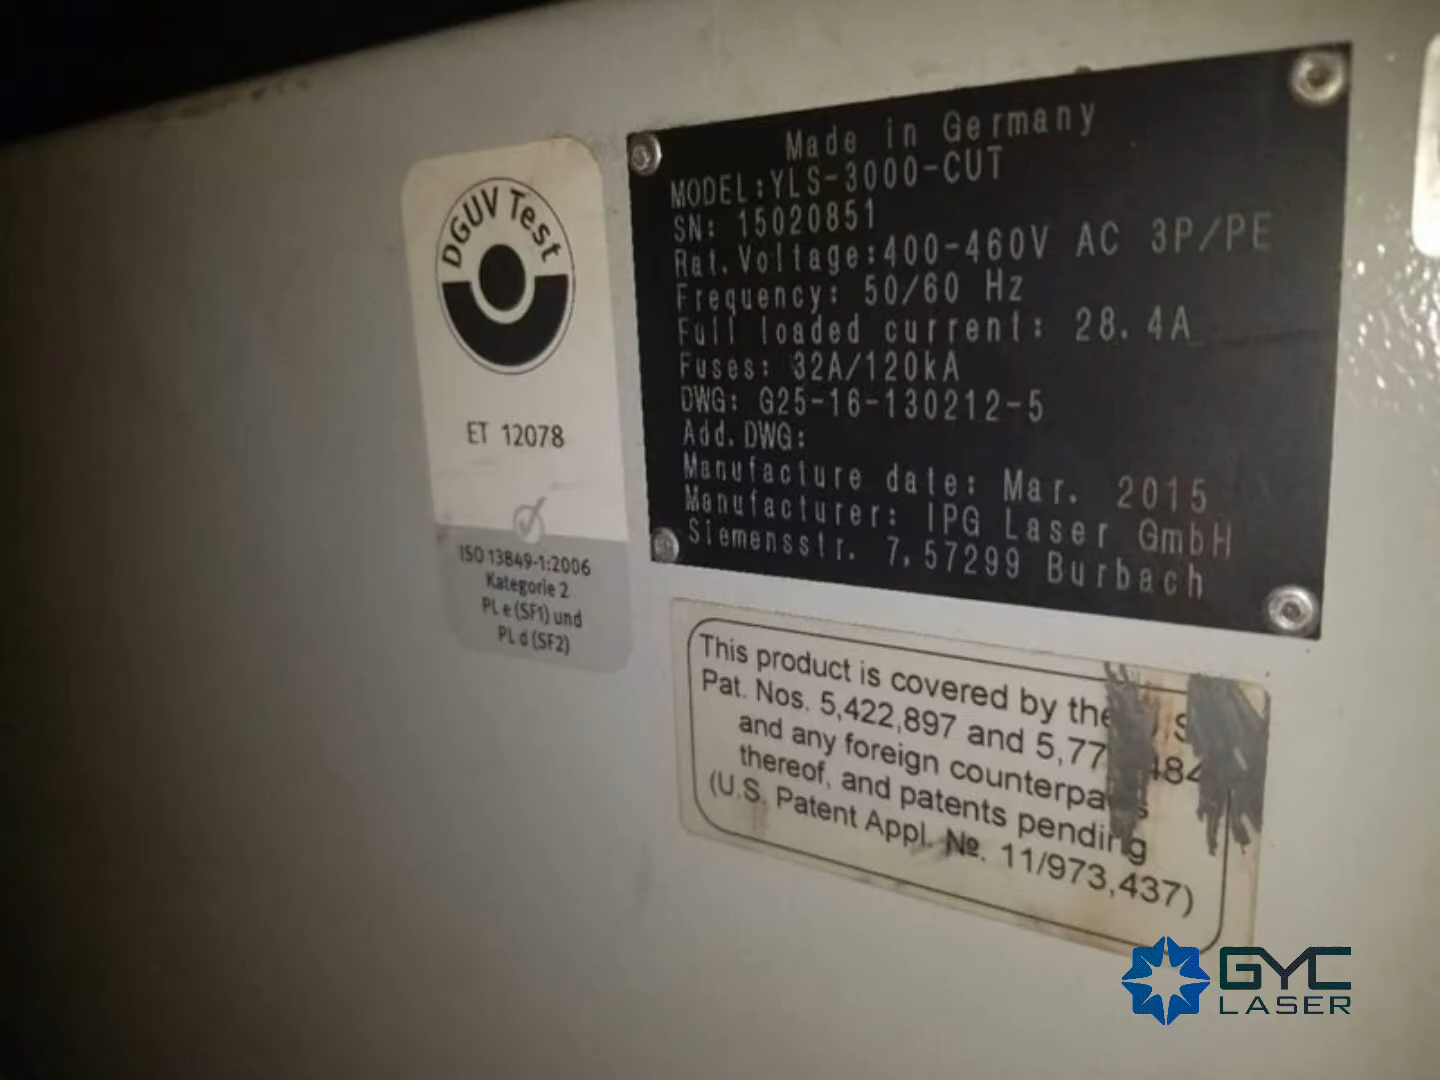 DGUV Test
ET 12078
ISO 13849-1:2006
Kategorie 2
PL e (SF1) und
PL d (SF2)
Made in Germany
MODEL:YLS-3000-CUT
SN: 15020851
Rat.Voltage:400-460V AC 3P/PE
Frequency: 50/60 Hz
Full loaded current: 28.4A
Fuses: 32A/120kA
DWG: G25-16-130212-5
Add.DWG:
Manufacture date: Mar. 2015
Manufacturer: IPG Laser GmbH
Siemensstr. 7,57299 Burbach
This product is covered by the
Pat. Nos. 5,422,897 and
and any foreign
thereof, and patents pending
(U.S. Patent Appl. №. 11/973,437)
GYC
LASER